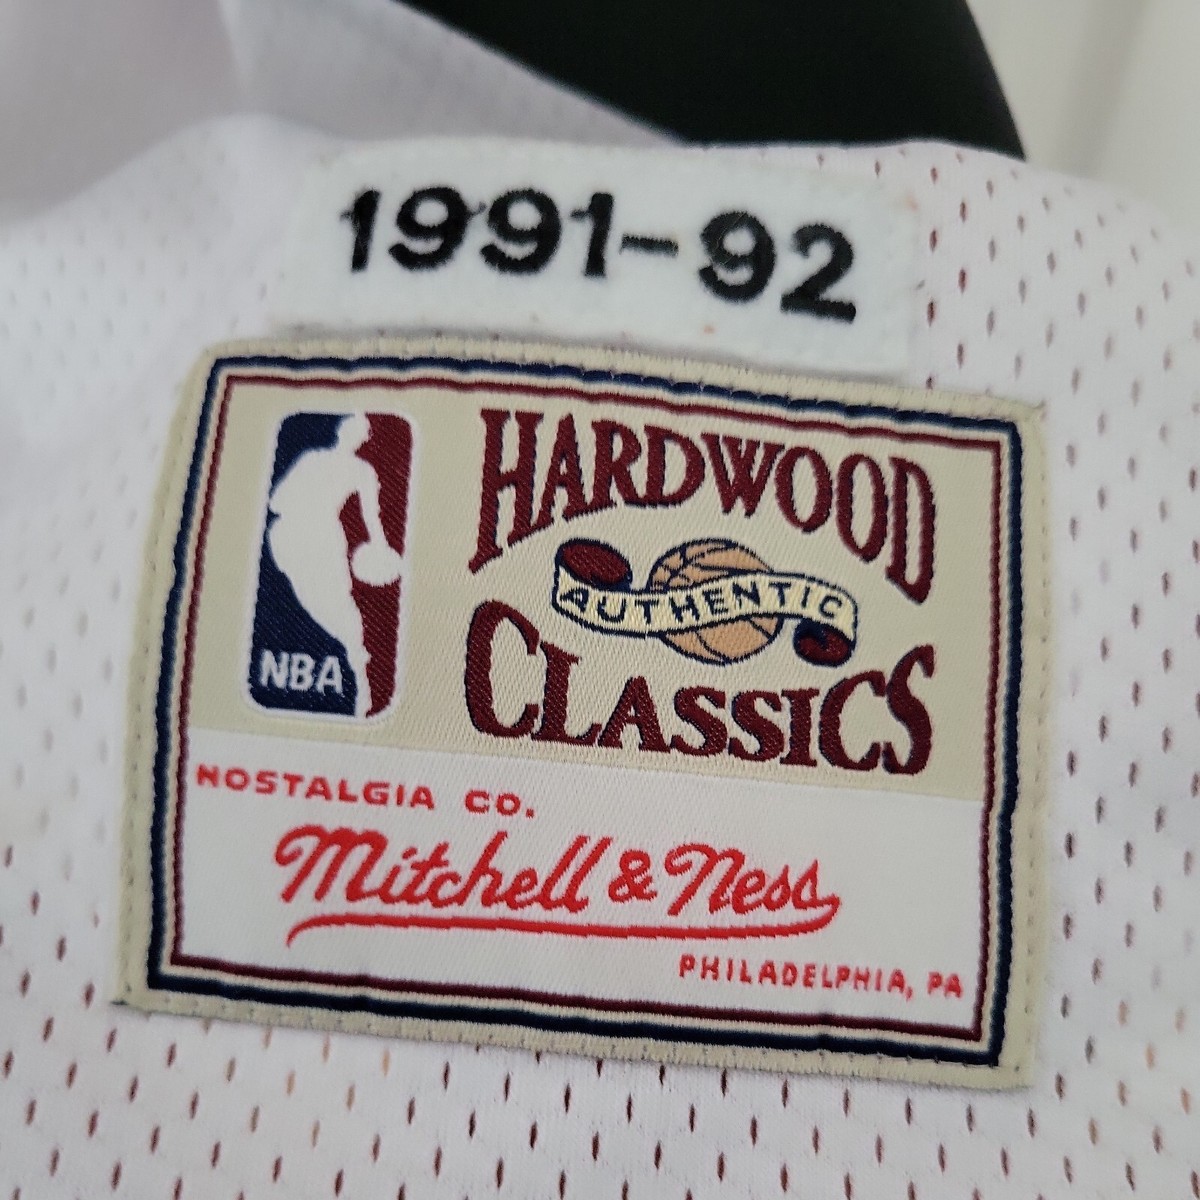 1991-92
NBA
HARDWOOD
AUTHENTIC
CLASSICS
NOSTALGIA CO.
Mitchell & Ness
PHILADELPHIA, PA